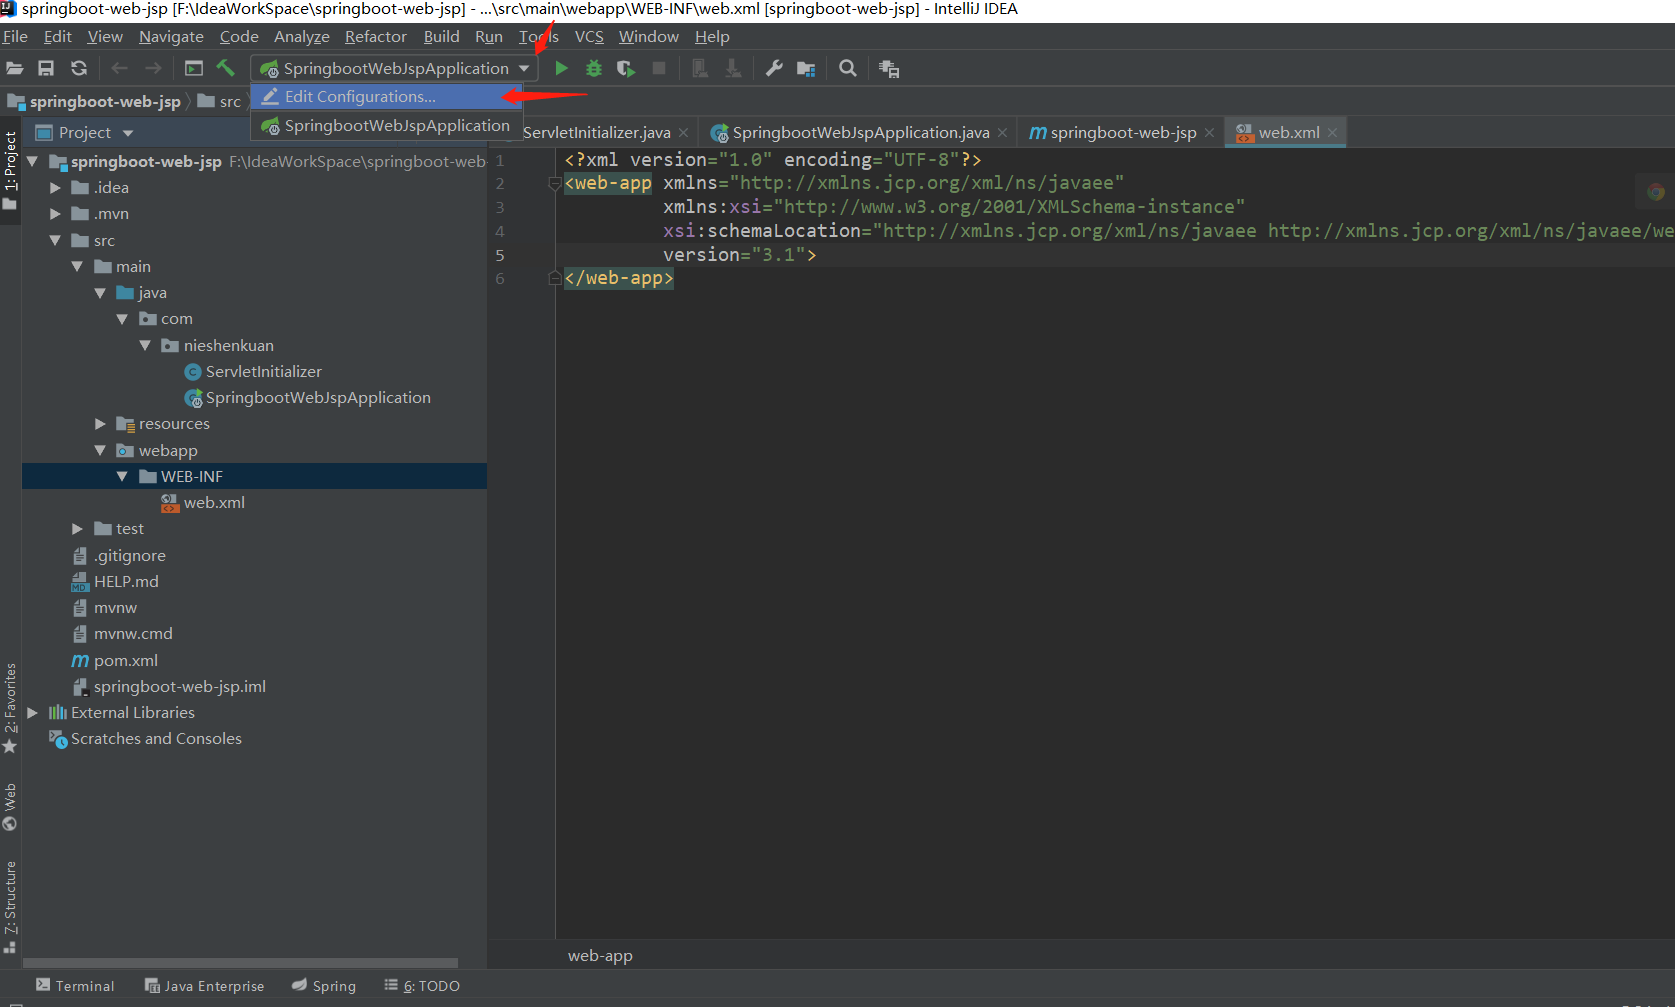 springboot-web-jsp [F:\IdeaWorkSpace\springboot-web-jsp] - ...\src\main\webapp\WEB-INF\web.xml [springboot-web-jsp] - IntelliJ IDEA
File Edit View Navigate Code Analyze Refactor Build Run Tools VCS Window Help
SpringbootWebJspApplication
springboot-web-jsp src
Edit Configurations...
SpringbootWebJspApplication
Project
ServletInitializer.java SpringbootWebJspApplication.java springboot-web-jsp web.xml
1: Project
springboot-web-jsp F:\IdeaWorkSpace\springboot-web-
.idea
.mvn
src
main
java
com
nieshenkuan
ServletInitializer
SpringbootWebJspApplication
resources
webapp
WEB-INF
web.xml
test
.gitignore
HELP.md
mvnw
mvnw.cmd
pom.xml
springboot-web-jsp.iml
External Libraries
Scratches and Consoles
1 <?xml version="1.0" encoding="UTF-8"?>
2 <web-app xmlns="http://xmlns.jcp.org/xml/ns/javaee"
3 xmlns:xsi="http://www.w3.org/2001/XMLSchema-instance"
4 xsi:schemaLocation="http://xmlns.jcp.org/xml/ns/javaee http://xmlns.jcp.org/xml/ns/javaee/we
5 version="3.1">
6 </web-app>
2: Favorites
Web
7: Structure
web-app
Terminal Java Enterprise Spring 6: TODO